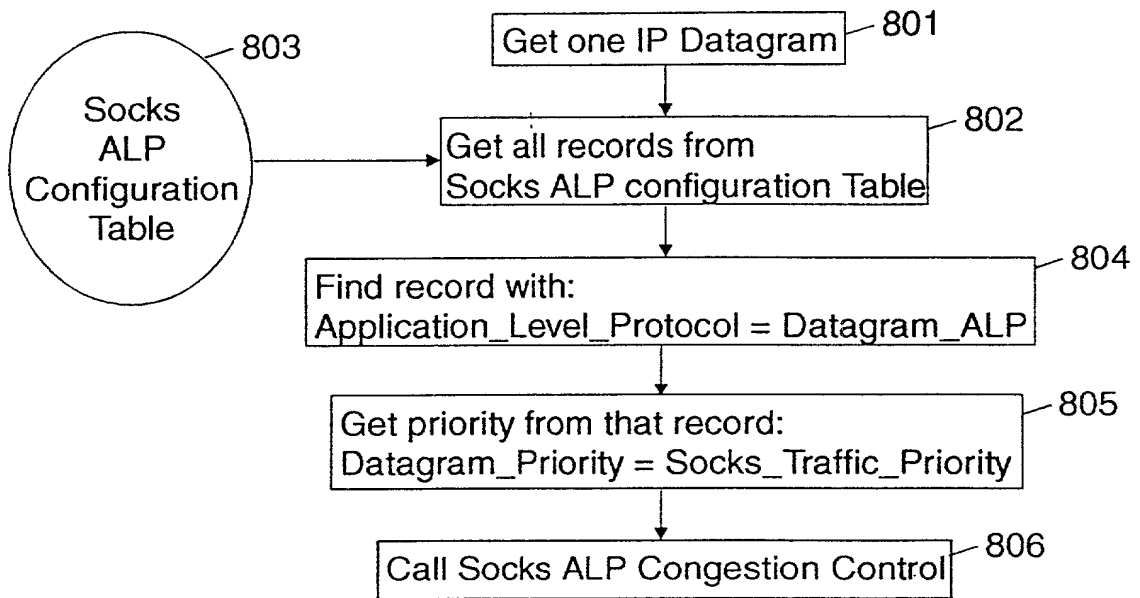 803
Socks
ALP
Configuration
Table
Get one IP Datagram
801
802
Get all records from
Socks ALP configuration Table
804
Find record with:
Application_Level_Protocol = Datagram_ALP
805
Get priority from that record:
Datagram_Priority = Socks_Traffic_Priority
806
Call Socks ALP Congestion Control